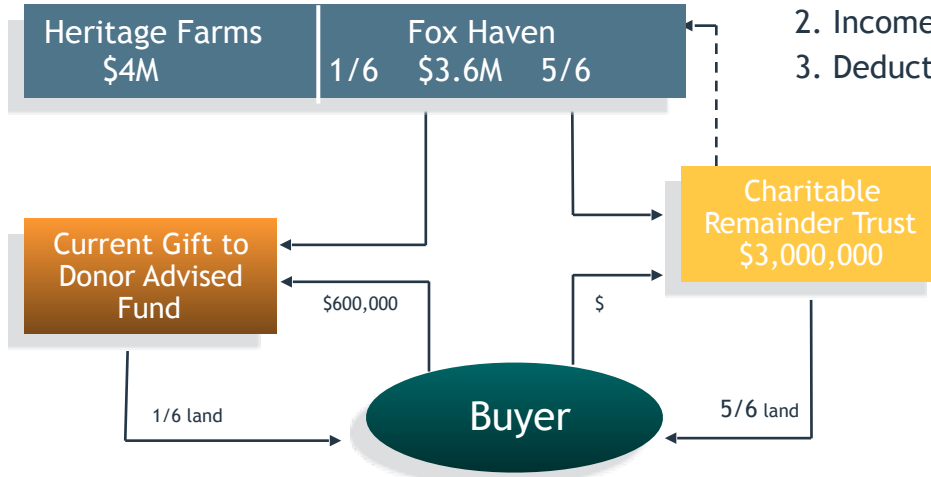 Heritage Farms
$4M
Fox Haven
1/6 $3.6M 5/6
2. Income
3. Deduct
Charitable
Remainder Trust
$3,000,000
Current Gift to
Donor Advised
Fund
$600,000
$
Buyer
1/6 land
5/6 land